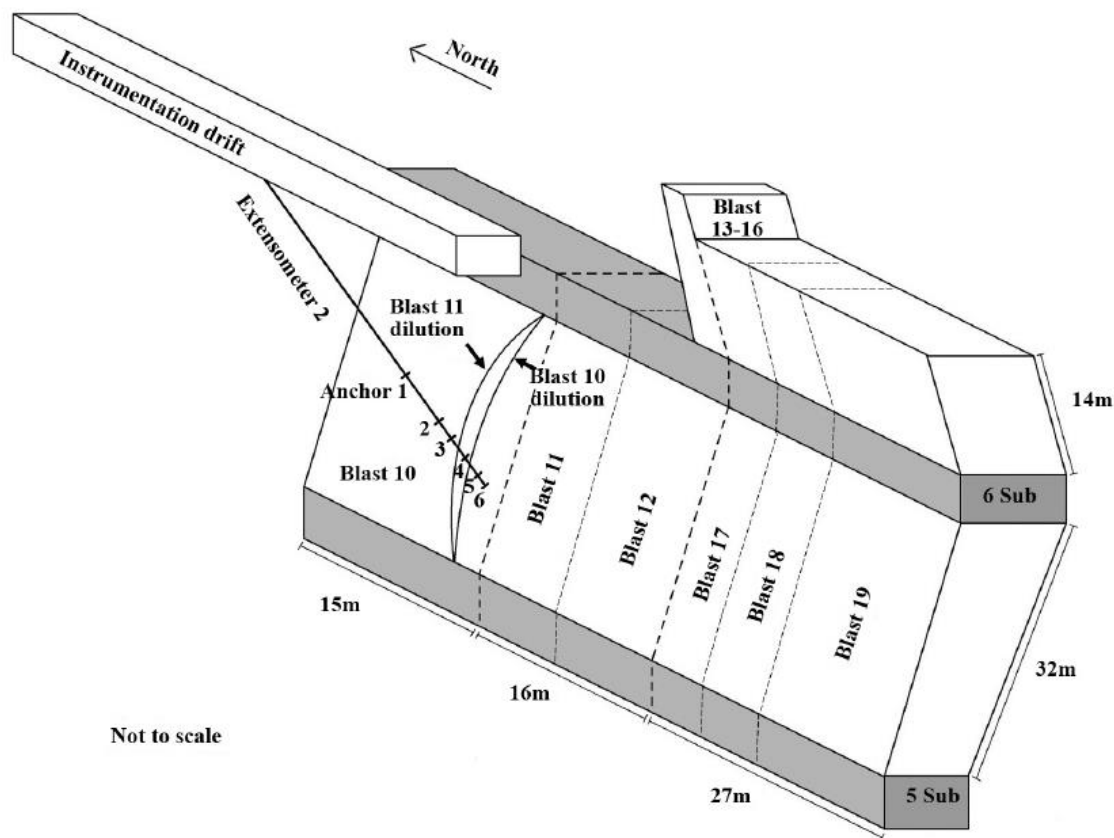 North
Instrumentation drift
Blast
13-16
Extensometer 2
Blast 11
dilution
Blast 10
dilution
Anchor 1
2
3
4
5
6
Blast 10
Blast 11
Blast 12
Blast 17
Blast 18
Blast 19
14m
6 Sub
15m
16m
32m
Not to scale
27m
5 Sub